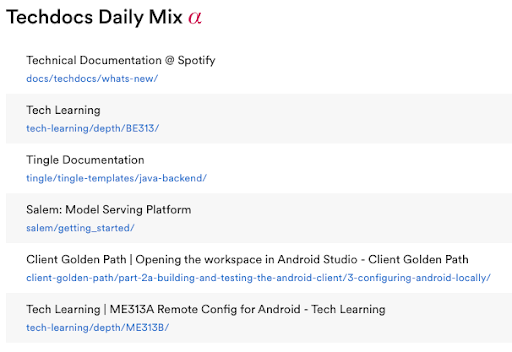 Techdocs Daily Mix α
Technical Documentation @ Spotify
docs/techdocs/whats-new/
Tech Learning
tech-learning/depth/BE313/
Tingle Documentation
tingle/tingle-templates/java-backend/
Salem: Model Serving Platform
salem/getting_started/
Client Golden Path | Opening the workspace in Android Studio - Client Golden Path
client-golden-path/part-2a-building-and-testing-the-android-client/3-configuring-android-locally/
Tech Learning | ME313A Remote Config for Android - Tech Learning
tech-learning/depth/ME313B/